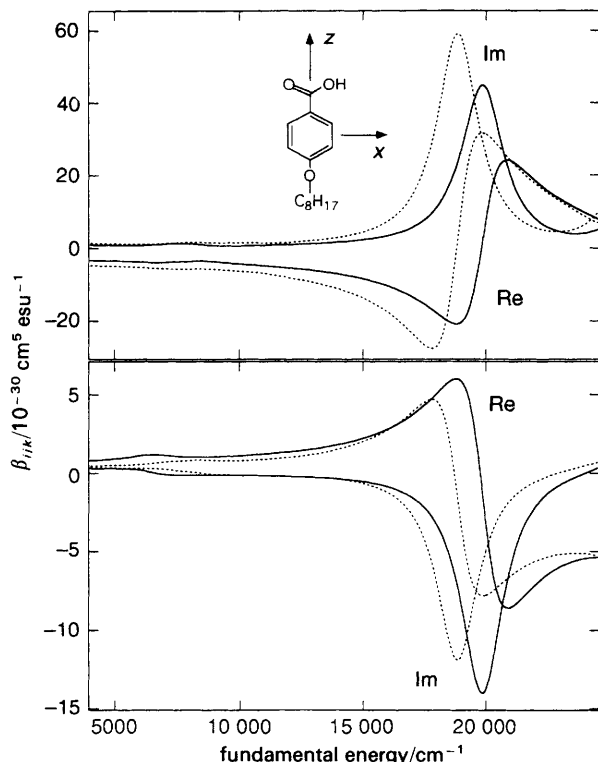 60
40
20
0
−20
Im
Re
z
O
OH
x
O
C₈H₁₇
β_iik/10⁻³⁰ cm⁵ esu⁻¹
5
0
−5
−10
−15
Re
Im
5000
10 000
15 000
20 000
fundamental energy/cm⁻¹